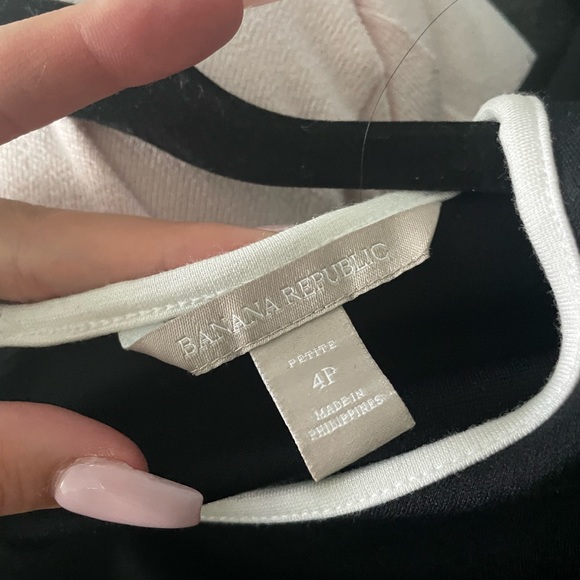 BANANA REPUBLIC
PETITE
4P
MADE IN
PHILIPPINES